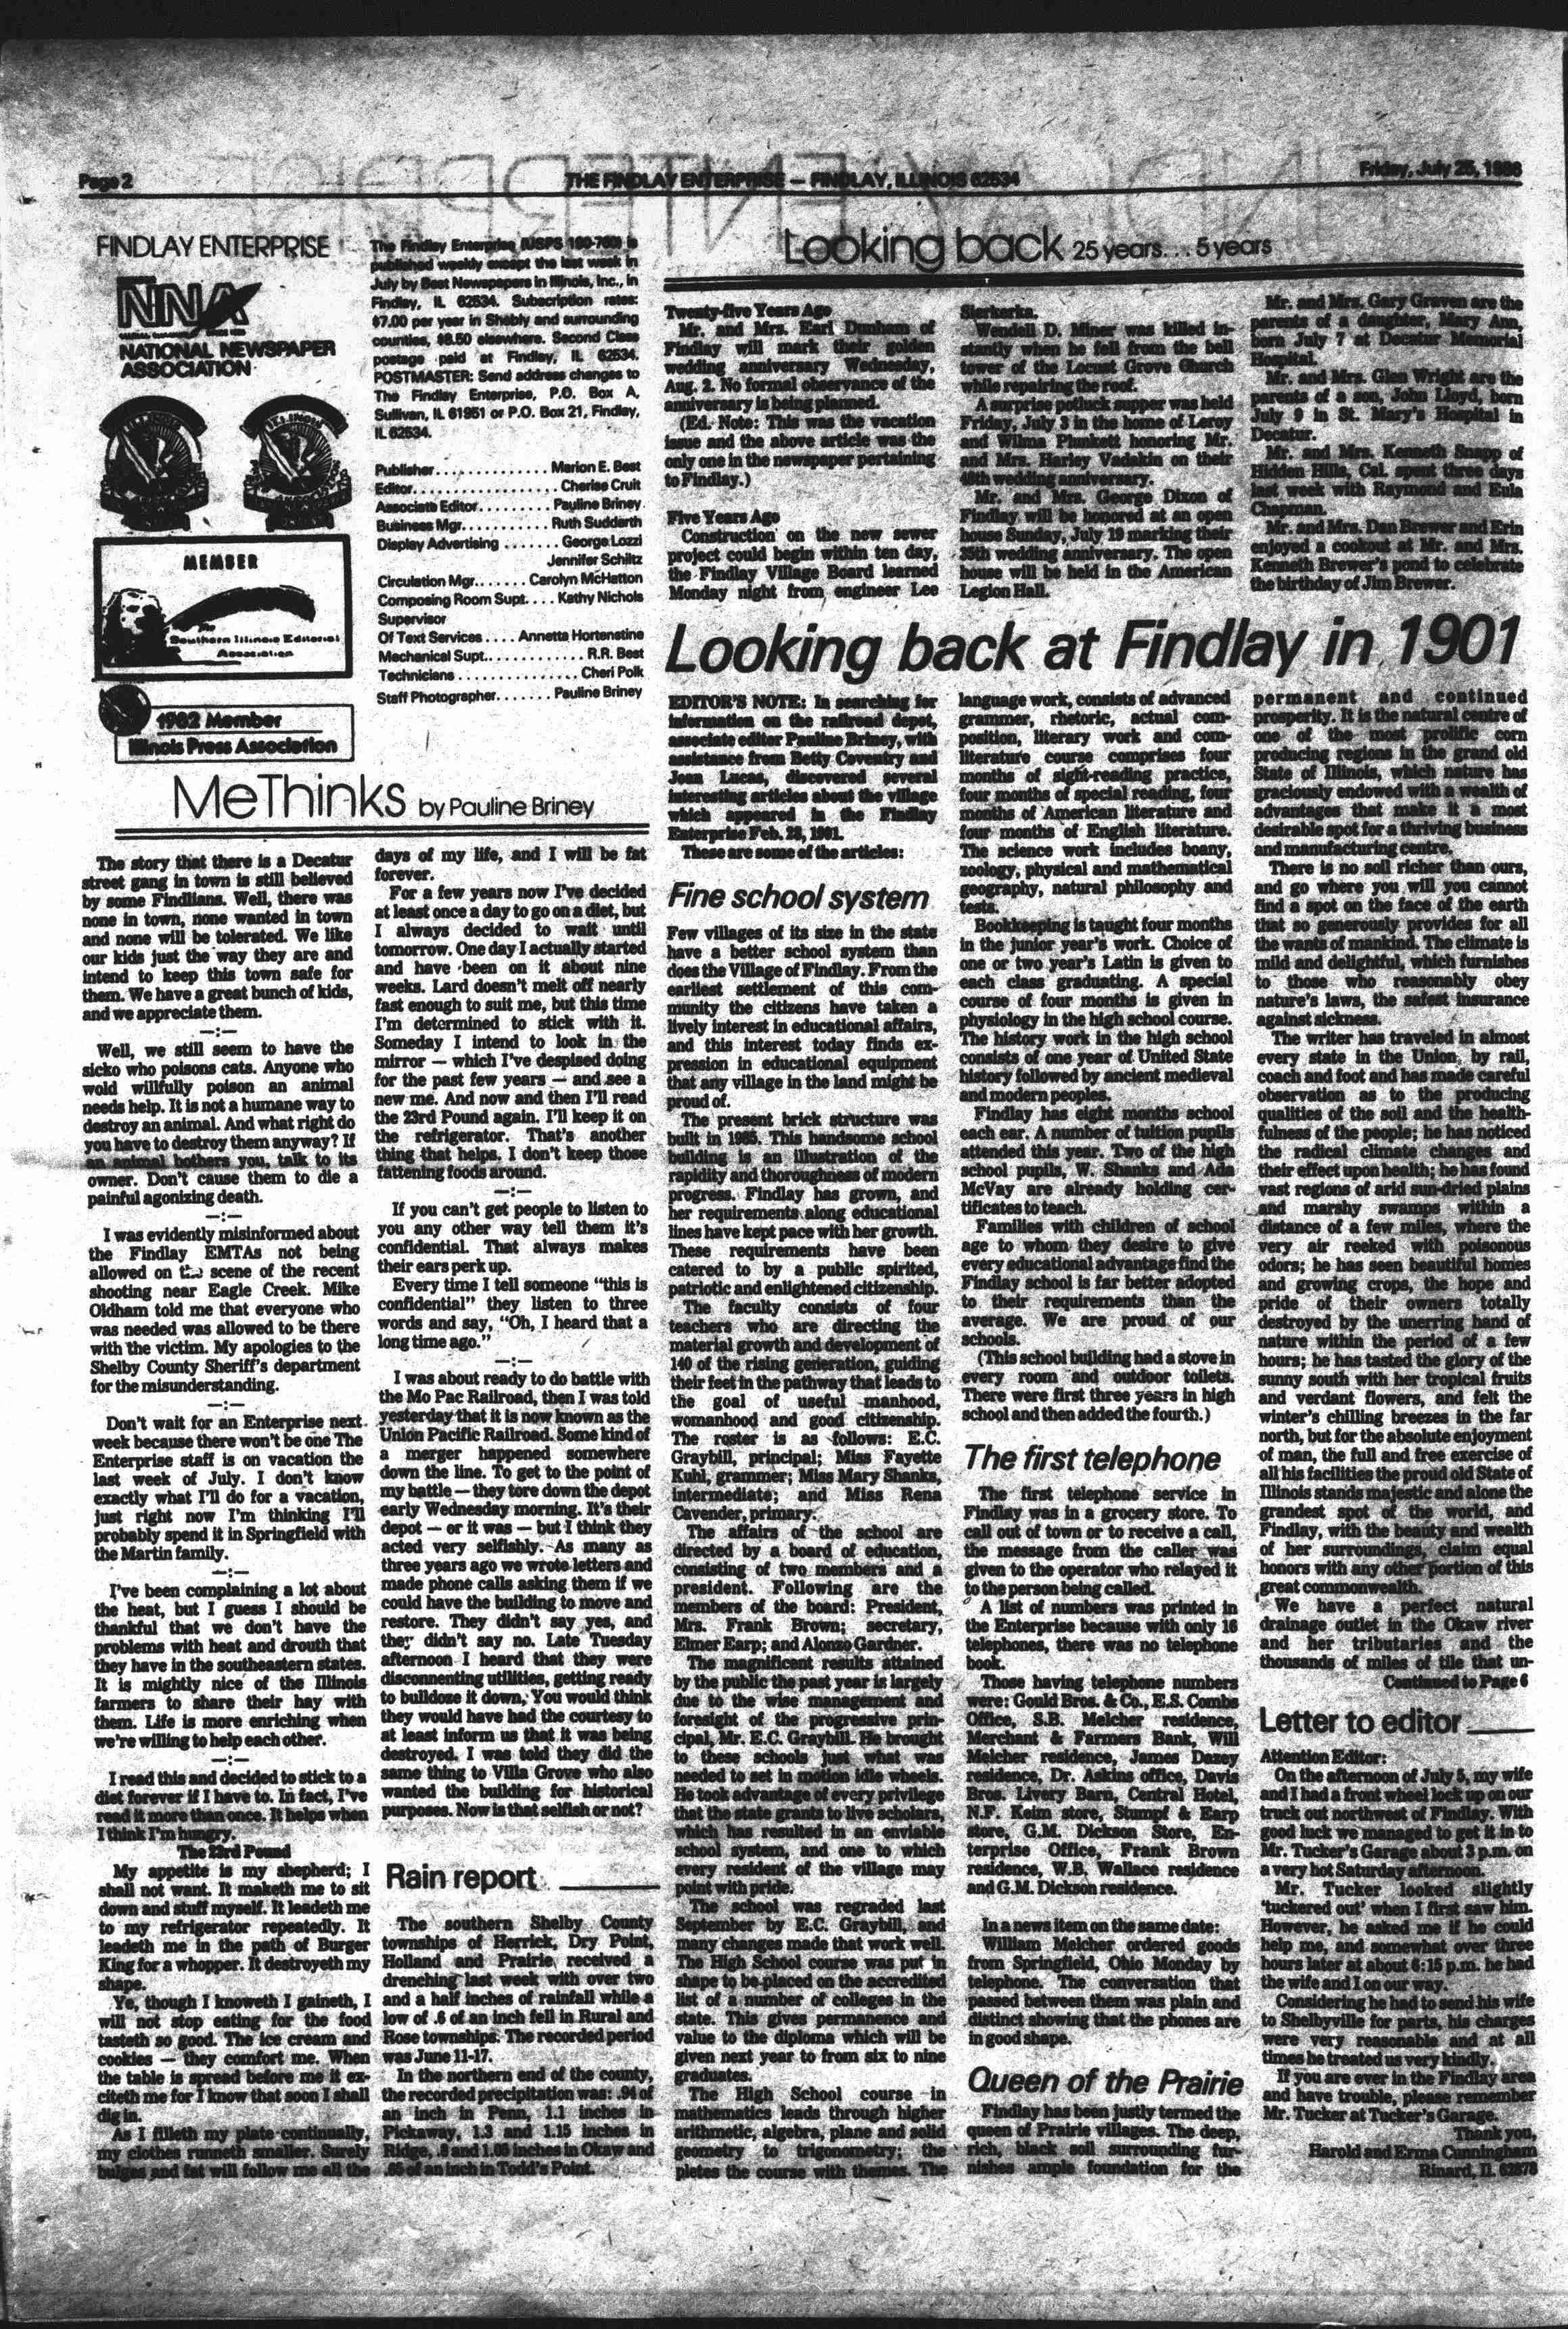 Page 2
THE FINDLAY ENTERPRISE — FINDLAY, ILLINOIS 62534
Friday, July 25, 1986
FINDLAY ENTERPRISE
NNA
NATIONAL NEWSPAPER
ASSOCIATION
MEMBER
Southern Illinois Editorial
Association
1982 Member
Illinois Press Association
The Findlay Enterprise (USPS 190-760) is
published weekly except the last week in
July by Best Newspapers in Illinois, Inc., in
Findlay, IL 62534. Subscription rates:
$7.00 per year in Shebly and surrounding
counties, $8.50 elsewhere. Second Class
postage paid at Findlay, IL 62534.
POSTMASTER: Send address changes to
The Findlay Enterprise, P.O. Box A,
Sullivan, IL 61951 or P.O. Box 21, Findlay,
IL 62534.
Publisher............. Marion E. Best
Editor.................. Cherise Cruit
Associate Editor......... Pauline Briney
Business Mgr........... Ruth Sudderth
Display Advertising ....... George Lozzi
Jennifer Schiltz
Circulation Mgr....... Carolyn McHatton
Composing Room Supt.... Kathy Nichols
Supervisor
Of Text Services.... Annetta Hortenstine
Mechanical Supt............. R.R. Best
Technicians............... Cheri Polk
Staff Photographer....... Pauline Briney
MeThinks by Pauline Briney
The story that there is a Decatur
street gang in town is still believed
by some Findlians. Well, there was
none in town, none wanted in town
and none will be tolerated. We like
our kids just the way they are and
intend to keep this town safe for
them. We have a great bunch of kids,
and we appreciate them.
—:—
Well, we still seem to have the
sicko who poisons cats. Anyone who
wold willfully poison an animal
needs help. It is not a humane way to
destroy an animal. And what right do
you have to destroy them anyway? If
an animal bothers you, talk to its
owner. Don't cause them to die a
painful agonizing death.
—:—
I was evidently misinformed about
the Findlay EMTAs not being
allowed on the scene of the recent
shooting near Eagle Creek. Mike
Oldham told me that everyone who
was needed was allowed to be there
with the victim. My apologies to the
Shelby County Sheriff's department
for the misunderstanding.
—:—
Don't wait for an Enterprise next
week because there won't be one The
Enterprise staff is on vacation the
last week of July. I don't know
exactly what I'll do for a vacation,
just right now I'm thinking I'll
probably spend it in Springfield with
the Martin family.
—:—
I've been complaining a lot about
the heat, but I guess I should be
thankful that we don't have the
problems with heat and drouth that
they have in the southeastern states.
It is mightly nice of the Illinois
farmers to share their hay with
them. Life is more enriching when
we're willing to help each other.
—:—
I read this and decided to stick to a
diet forever if I have to. In fact, I've
read it more than once. It helps when
I think I'm hungry.
The 23rd Pound
My appetite is my shepherd; I
shall not want. It maketh me to sit
down and stuff myself. It leadeth me
to my refrigerator repeatedly. It
leadeth me in the path of Burger
King for a whopper. It destroyeth my
shape.
Ye, though I knoweth I gaineth, I
will not stop eating for the food
tasteth so good. The ice cream and
cookies — they comfort me. When
the table is spread before me it ex-
citeth me for I know that soon I shall
dig in.
As I filleth my plate continually,
my clothes runneth smaller. Surely
bulges and fat will follow me all the
days of my life, and I will be fat
forever.
For a few years now I've decided
at least once a day to go on a diet, but
I always decided to wait until
tomorrow. One day I actually started
and have been on it about nine
weeks. Lard doesn't melt off nearly
fast enough to suit me, but this time
I'm determined to stick with it.
Someday I intend to look in the
mirror — which I've despised doing
for the past few years — and see a
new me. And now and then I'll read
the 23rd Pound again. I'll keep it on
the refrigerator. That's another
thing that helps. I don't keep those
fattening foods around.
—:—
If you can't get people to listen to
you any other way tell them it's
confidential. That always makes
their ears perk up.
Every time I tell someone "this is
confidential" they listen to three
words and say, "Oh, I heard that a
long time ago."
—:—
I was about ready to do battle with
the Mo Pac Railroad, then I was told
yesterday that it is now known as the
Union Pacific Railroad. Some kind of
a merger happened somewhere
down the line. To get to the point of
my battle — they tore down the depot
early Wednesday morning. It's their
depot — or it was — but I think they
acted very selfishly. As many as
three years ago we wrote letters and
made phone calls asking them if we
could have the building to move and
restore. They didn't say yes, and
they didn't say no. Late Tuesday
afternoon I heard that they were
disconnenting utilities, getting ready
to bulldoze it down. You would think
they would have had the courtesy to
at least inform us that it was being
destroyed. I was told they did the
same thing to Villa Grove who also
wanted the building for historical
purposes. Now is that selfish or not?
Rain report
The southern Shelby County
townships of Herrick, Dry Point,
Holland and Prairie received a
drenching last week with over two
and a half inches of rainfall while a
low of .6 of an inch fell in Rural and
Rose townships. The recorded period
was June 11-17.
In the northern end of the county,
the recorded precipitation was: .94 of
an inch in Penn, 1.1 inches in
Pickaway, 1.3 and 1.15 inches in
Ridge, .8 and 1.05 inches in Okaw and
.65 of an inch in Todd's Point.
Looking back 25 years...5 years
Twenty-five Years Ago
Mr. and Mrs. Earl Dunham of
Findlay will mark their golden
wedding anniversary Wednesday,
Aug. 2. No formal observance of the
anniversary is being planned.
(Ed. Note: This was the vacation
issue and the above article was the
only one in the newspaper pertaining
to Findlay.)
Five Years Ago
Construction on the new sewer
project could begin within ten day,
the Findlay Village Board learned
Monday night from engineer Lee
Sierkerka.
Wendell D. Miner was killed in-
stantly when he fell from the bell
tower of the Locust Grove Church
while repairing the roof.
A surprise potluck supper was held
Friday, July 3 in the home of Leroy
and Wilma Plunkett honoring Mr.
and Mrs. Harley Vadakin on their
40th wedding anniversary.
Mr. and Mrs. George Dixon of
Findlay will be honored at an open
house Sunday, July 19 marking their
35th wedding anniversary. The open
house will be held in the American
Legion Hall.
Mr. and Mrs. Gary Graven are the
parents of a daughter, Mary Ann,
born July 7 at Decatur Memorial
Hospital.
Mr. and Mrs. Glen Wright are the
parents of a son, John Lloyd, born
July 9 in St. Mary's Hospital in
Decatur.
Mr. and Mrs. Kenneth Snapp of
Hidden Hills, Cal. spent three days
last week with Raymond and Eula
Chapman.
Mr. and Mrs. Dan Brewer and Erin
enjoyed a cookout at Mr. and Mrs.
Kenneth Brewer's pond to celebrate
the birthday of Jim Brewer.
Looking back at Findlay in 1901
EDITOR'S NOTE: In searching for
information on the railroad depot,
associate editor Pauline Briney, with
assistance from Betty Coventry and
Jean Lucas, discovered several
interesting articles about the village
which appeared in the Findlay
Enterprise Feb. 28, 1901.
These are some of the articles:
Fine school system
Few villages of its size in the state
have a better school system than
does the Village of Findlay. From the
earliest settlement of this com-
munity the citizens have taken a
lively interest in educational affairs,
and this interest today finds ex-
pression in educational equipment
that any village in the land might be
proud of.
The present brick structure was
built in 1985. This handsome school
building is an illustration of the
rapidity and thoroughness of modern
progress. Findlay has grown, and
her requirements along educational
lines have kept pace with her growth.
These requirements have been
catered to by a public spirited,
patriotic and enlightened citizenship.
The faculty consists of four
teachers who are directing the
material growth and development of
140 of the rising generation, guiding
their feet in the pathway that leads to
the goal of useful manhood,
womanhood and good citizenship.
The roster is as follows: E.C.
Graybill, principal; Miss Fayette
Kuhl, grammer; Miss Mary Shanks,
intermediate; and Miss Rena
Cavender, primary.
The affairs of the school are
directed by a board of education,
consisting of two members and a
president. Following are the
members of the board: President,
Mrs. Frank Brown; secretary,
Elmer Earp; and Alonzo Gardner.
The magnificent results attained
by the public the past year is largely
due to the wise management and
foresight of the progressive prin-
cipal, Mr. E.C. Graybill. He brought
to these schools just what was
needed to set in motion idle wheels.
He took advantage of every privilege
that the state grants to live scholars,
which has resulted in an enviable
school system, and one to which
every resident of the village may
point with pride.
The school was regraded last
September by E.C. Graybill, and
many changes made that work well.
The High School course was put in
shape to be placed on the accredited
list of a number of colleges in the
state. This gives permanence and
value to the diploma which will be
given next year to from six to nine
graduates.
The High School course in
mathematics leads through higher
arithmetic, algebra, plane and solid
geometry to trigonometry; the
pletes the course with themes. The
language work, consists of advanced
grammer, rhetoric, actual com-
position, literary work and com-
literature course comprises four
months of sight-reading practice,
four months of special reading, four
months of American literature and
four months of English literature.
The science work includes boany,
zoology, physical and mathematical
geography, natural philosophy and
tests.
Bookkeeping is taught four months
in the junior year's work. Choice of
one or two year's Latin is given to
each class graduating. A special
course of four months is given in
physiology in the high school course.
The history work in the high school
consists of one year of United State
history followed by ancient medieval
and modern peoples.
Findlay has eight months school
each ear. A number of tuition pupils
attended this year. Two of the high
school pupils, W. Shanks and Ada
McVay are already holding cer-
tificates to teach.
Families with children of school
age to whom they desire to give
every educational advantage find the
Findlay school is far better adopted
to their requirements than the
average. We are proud of our
schools.
(This school building had a stove in
every room and outdoor toilets.
There were first three years in high
school and then added the fourth.)
The first telephone
The first telephone service in
Findlay was in a grocery store. To
call out of town or to receive a call,
the message from the caller was
given to the operator who relayed it
to the person being called.
A list of numbers was printed in
the Enterprise because with only 16
telephones, there was no telephone
book.
Those having telephone numbers
were: Gould Bros. & Co., E.S. Combs
Office, S.B. Melcher residence,
Merchant & Farmers Bank, Will
Melcher residence, James Dazey
residence, Dr. Askins office, Davis
Bros. Livery Barn, Central Hotel,
N.F. Keim store, Stumpf & Earp
store, G.M. Dickson Store, En-
terprise Office, Frank Brown
residence, W.B. Wallace residence
and G.M. Dickson residence.
In a news item on the same date:
William Melcher ordered goods
from Springfield, Ohio Monday by
telephone. The conversation that
passed between them was plain and
distinct showing that the phones are
in good shape.
Queen of the Prairie
Findlay has been justly termed the
queen of Prairie villages. The deep,
rich, black soil surrounding fur-
nishes ample foundation for the
permanent and continued
prosperity. It is the natural centre of
one of the most prolific corn
producing regions in the grand old
State of Illinois, which nature has
graciously endowed with a wealth of
advantages that make it a most
desirable spot for a thriving business
and manufacturing centre.
There is no soil richer than ours,
and go where you will you cannot
find a spot on the face of the earth
that so generously provides for all
the wants of mankind. The climate is
mild and delightful, which furnishes
to those who reasonably obey
nature's laws, the safest insurance
against sickness.
The writer has traveled in almost
every state in the Union, by rail,
coach and foot and has made careful
observation as to the producing
qualities of the soil and the health-
fulness of the people; he has noticed
the radical climate changes and
their effect upon health; he has found
vast regions of arid sun-dried plains
and marshy swamps within a
distance of a few miles, where the
very air reeked with poisonous
odors; he has seen beautiful homes
and growing crops, the hope and
pride of their owners totally
destroyed by the unerring hand of
nature within the period of a few
hours; he has tasted the glory of the
sunny south with her tropical fruits
and verdant flowers, and felt the
winter's chilling breezes in the far
north, but for the absolute enjoyment
of man, the full and free exercise of
all his facilities the proud old State of
Illinois stands majestic and alone the
grandest spot of the world, and
Findlay, with the beauty and wealth
of her surroundings, claim equal
honors with any other portion of this
great commonwealth.
We have a perfect natural
drainage outlet in the Okaw river
and her tributaries and the
thousands of miles of tile that un-
Continued to Page 6
Letter to editor
Attention Editor:
On the afternoon of July 5, my wife
and I had a front wheel lock up on our
truck out northwest of Findlay. With
good luck we managed to get it in to
Mr. Tucker's Garage about 3 p.m. on
a very hot Saturday afternoon.
Mr. Tucker looked slightly
'tuckered out' when I first saw him.
However, he asked me if he could
help me, and somewhat over three
hours later at about 6:15 p.m. he had
the wife and I on our way.
Considering he had to send his wife
to Shelbyville for parts, his charges
were very reasonable and at all
times he treated us very kindly.
If you are ever in the Findlay area
and have trouble, please remember
Mr. Tucker at Tucker's Garage.
Thank you,
Harold and Erma Cunningham
Rinard, Il. 62878